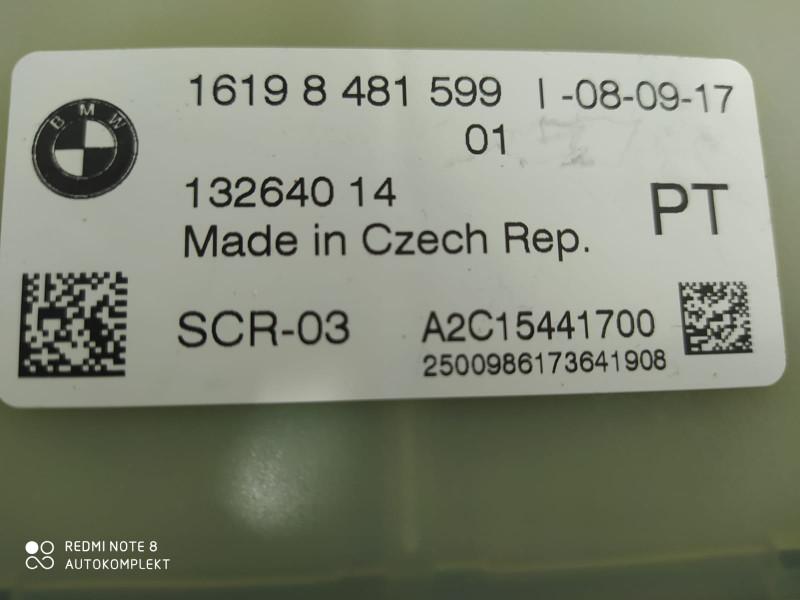 BMW
1619 8 481 599 I -08-09-17
01
132640 14
PT
Made in Czech Rep.
SCR-03 A2C15441700
2500986173641908
REDMI NOTE 8
AUTOKOMPLEKT